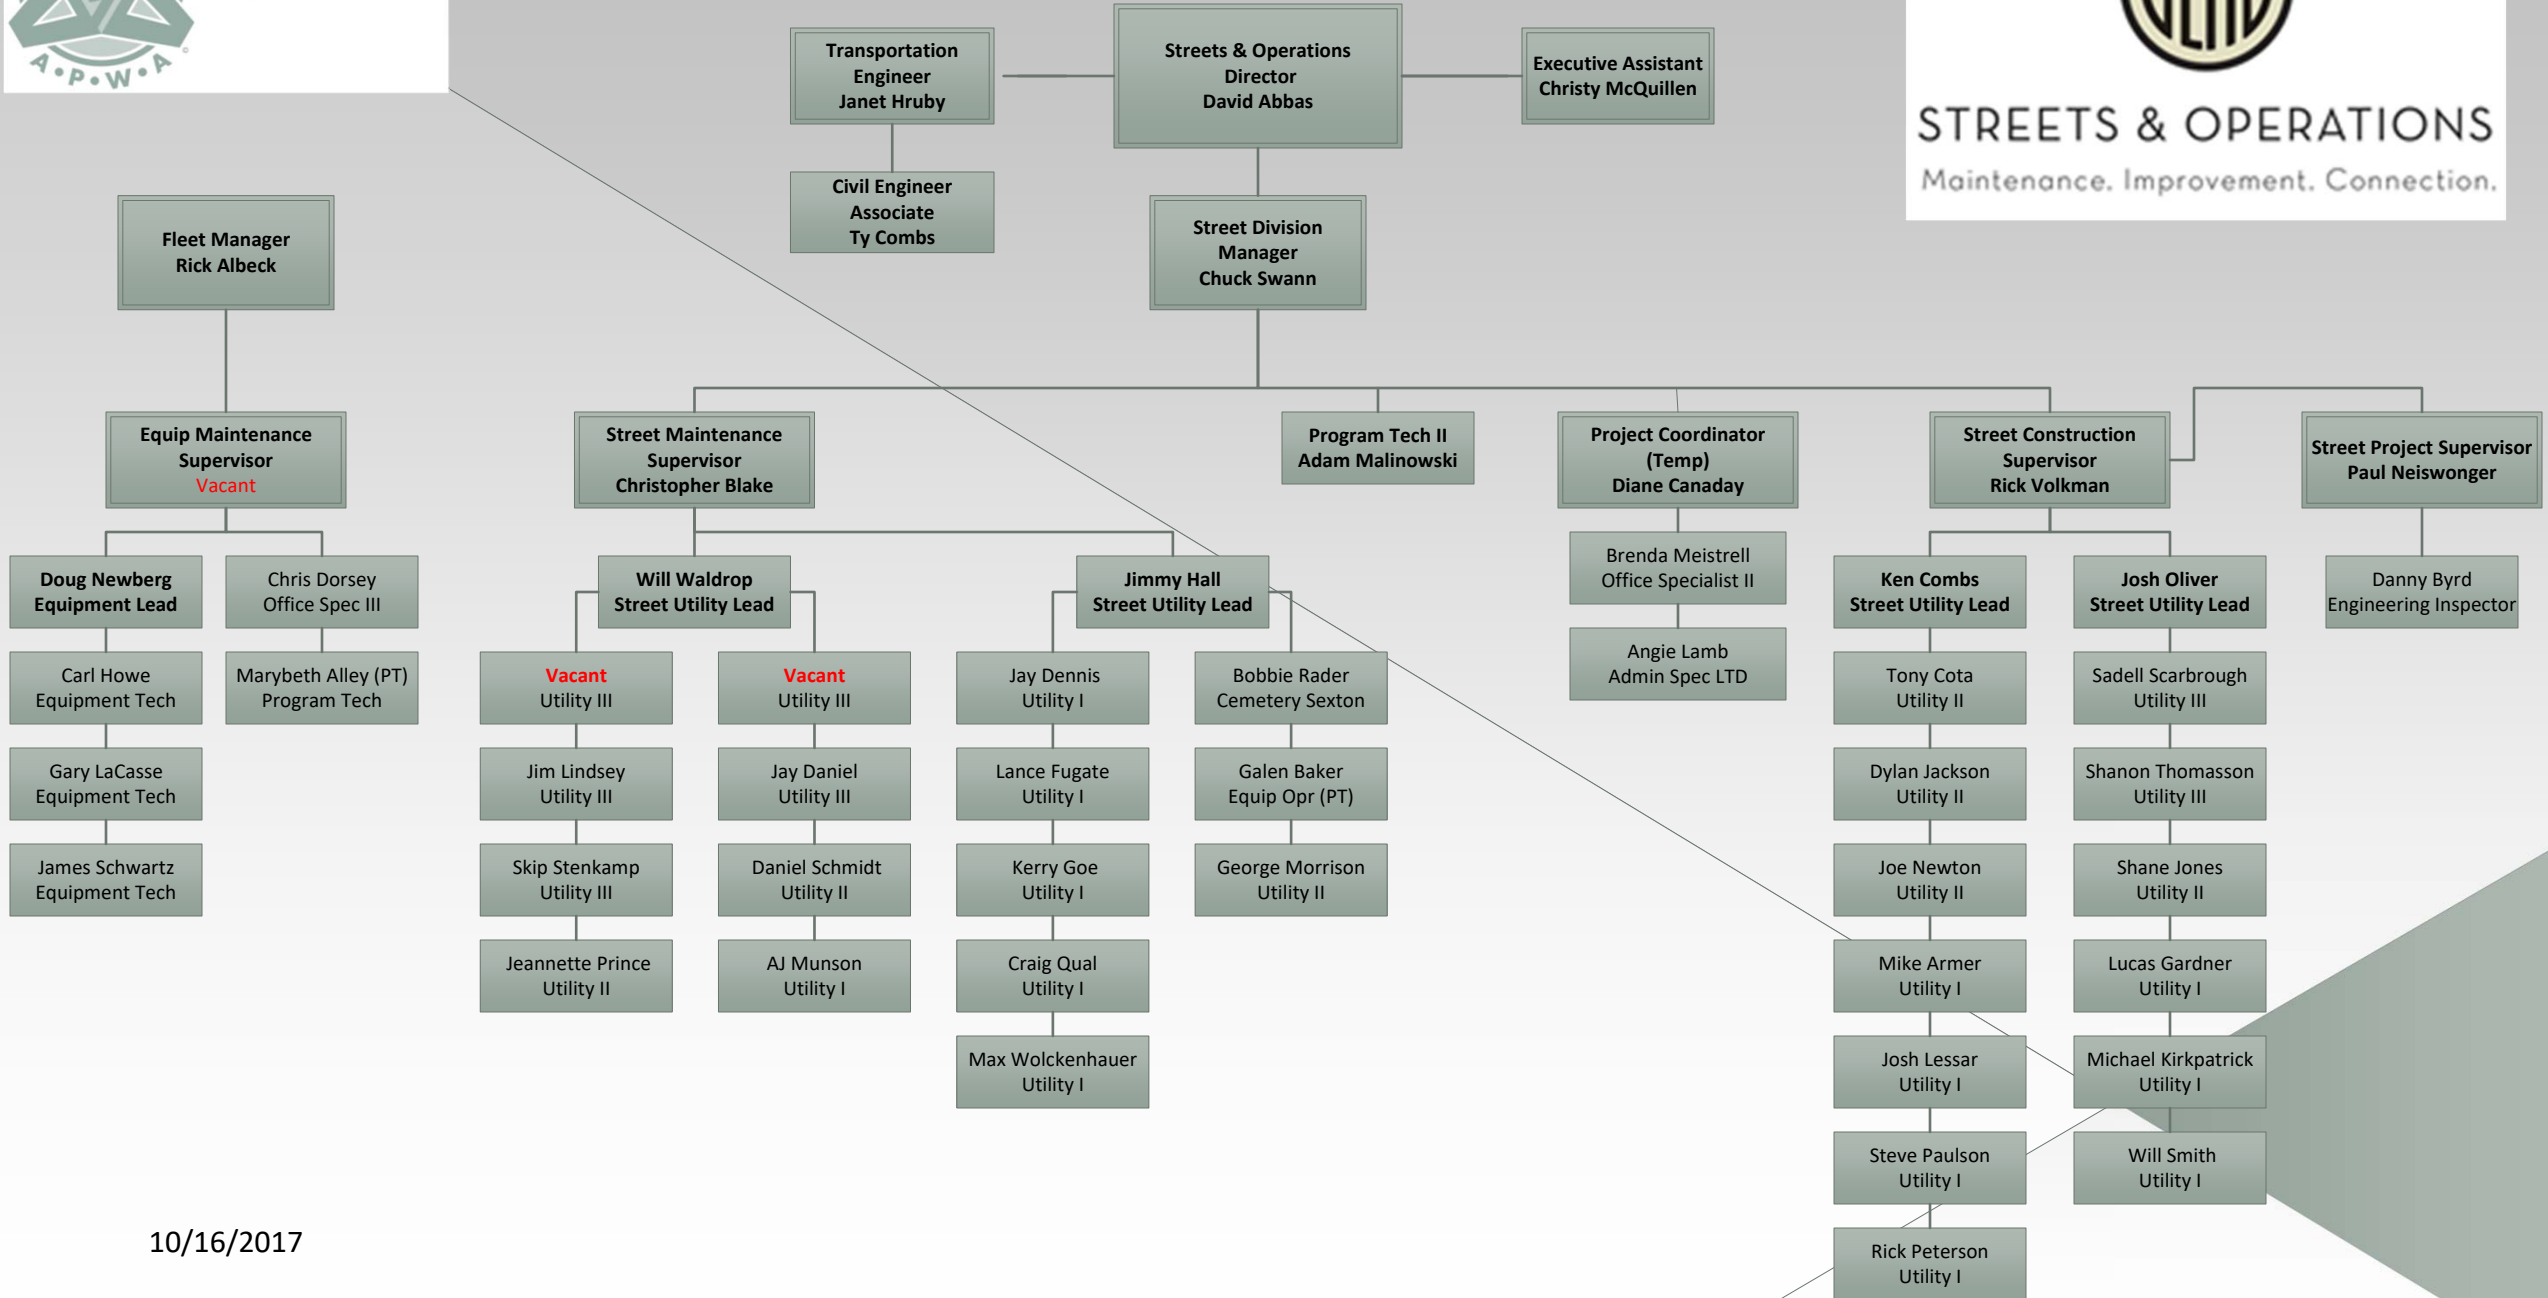 A•P•W•A
Transportation
Engineer
Janet Hruby
Streets & Operations
Director
David Abbas
Executive Assistant
Christy McQuillen
STREETS & OPERATIONS
Maintenance. Improvement. Connection.
Civil Engineer
Associate
Ty Combs
Fleet Manager
Rick Albeck
Street Division
Manager
Chuck Swann
Equip Maintenance
Supervisor
Vacant
Street Maintenance
Supervisor
Christopher Blake
Program Tech II
Adam Malinowski
Project Coordinator
(Temp)
Diane Canaday
Street Construction
Supervisor
Rick Volkman
Street Project Supervisor
Paul Neiswonger
Doug Newberg
Equipment Lead
Carl Howe
Equipment Tech
Gary LaCasse
Equipment Tech
James Schwartz
Equipment Tech
Chris Dorsey
Office Spec III
Marybeth Alley (PT)
Program Tech
Will Waldrop
Street Utility Lead
Vacant
Utility III
Jim Lindsey
Utility III
Skip Stenkamp
Utility III
Jeannette Prince
Utility II
Vacant
Utility III
Jay Daniel
Utility III
Daniel Schmidt
Utility II
AJ Munson
Utility I
Jimmy Hall
Street Utility Lead
Jay Dennis
Utility I
Lance Fugate
Utility I
Kerry Goe
Utility I
Craig Qual
Utility I
Max Wolckenhauer
Utility I
Bobbie Rader
Cemetery Sexton
Galen Baker
Equip Opr (PT)
George Morrison
Utility II
Brenda Meistrell
Office Specialist II
Angie Lamb
Admin Spec LTD
Ken Combs
Street Utility Lead
Tony Cota
Utility II
Dylan Jackson
Utility II
Joe Newton
Utility II
Mike Armer
Utility I
Josh Lessar
Utility I
Steve Paulson
Utility I
Rick Peterson
Utility I
Josh Oliver
Street Utility Lead
Sadell Scarbrough
Utility III
Shanon Thomasson
Utility III
Shane Jones
Utility II
Lucas Gardner
Utility I
Michael Kirkpatrick
Utility I
Will Smith
Utility I
Danny Byrd
Engineering Inspector
10/16/2017